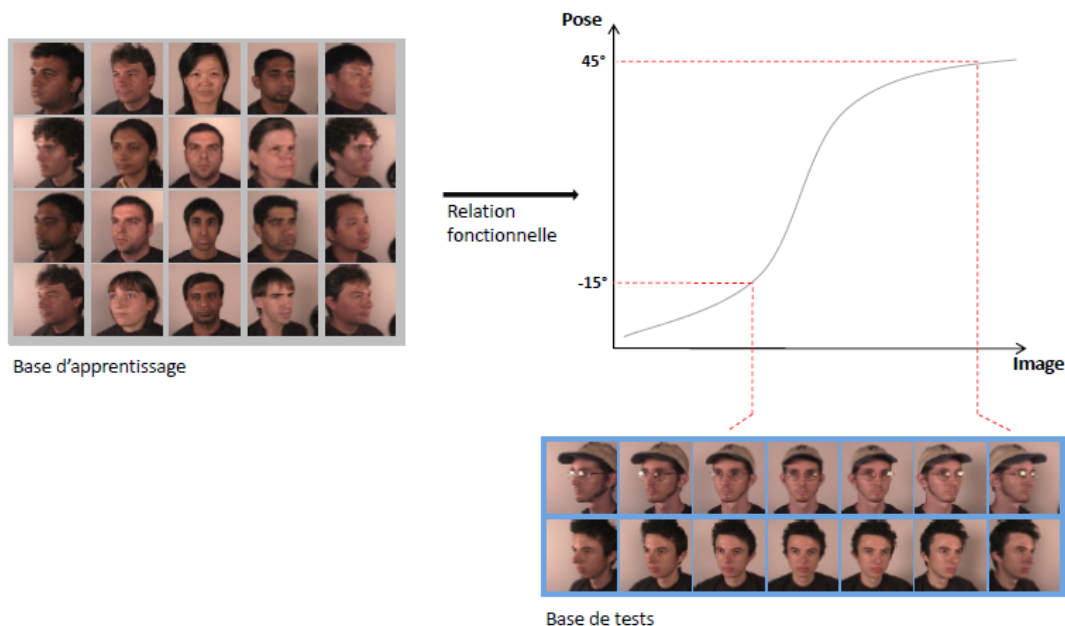 Pose
45°
Relation
fonctionnelle
-15°
Image
Base d'apprentissage
Base de tests